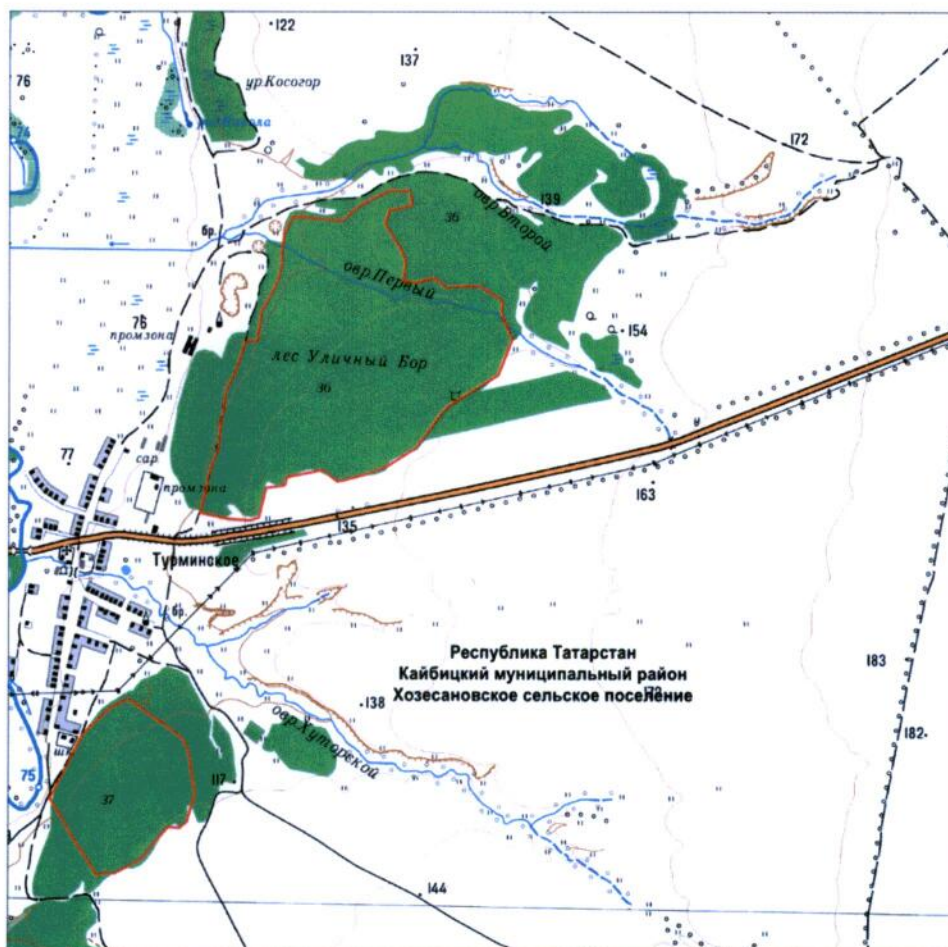 122
137
76
ур.Косогор
74
172
139
36
бр.
овр.Второй
овр.Первый
76
промзона
154
лес Уличный Бор
36
77
сар.
промзона
163
135
Турминское
бр.
Республика Татарстан
Кайбицкий муниципальный район
Хозесановское сельское поселение
183
138
182
овр.Хуторской
75
117
37
144